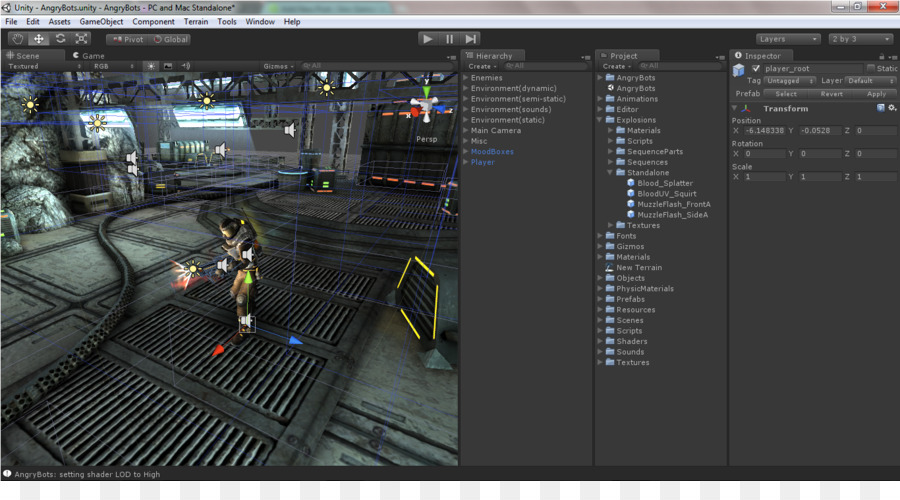 Unity - AngryBots.unity - AngryBots - PC and Mac Standalone*
File Edit Assets GameObject Component Terrain Tools Window Help
Pivot Global Layers 2 by 3
Scene Game
Textured RGB Gizmos All
y
x
Persp
Hierarchy
Create All
Enemies
Environment(dynamic)
Environment(semi-static)
Environment(sounds)
Environment(static)
Main Camera
Misc
MoodBoxes
Player
Project
Create All
AngryBots
AngryBots
Animations
Editor
Explosions
Materials
Scripts
SequenceParts
Sequences
Standalone
Blood_Splatter
BloodUV_Squirt
MuzzleFlash_FrontA
MuzzleFlash_SideA
Textures
Fonts
Gizmos
Materials
New Terrain
Objects
PhysicMaterials
Prefabs
Resources
Scenes
Scripts
Shaders
Sounds
Textures
Inspector
player_root Static
Tag Untagged Layer Default
Prefab Select Revert Apply
Transform
Position
X -6.148338 Y -0.0528 Z 0
Rotation
X 0 Y 0 Z 0
Scale
X 1 Y 1 Z 1
AngryBots: setting shader LOD to High